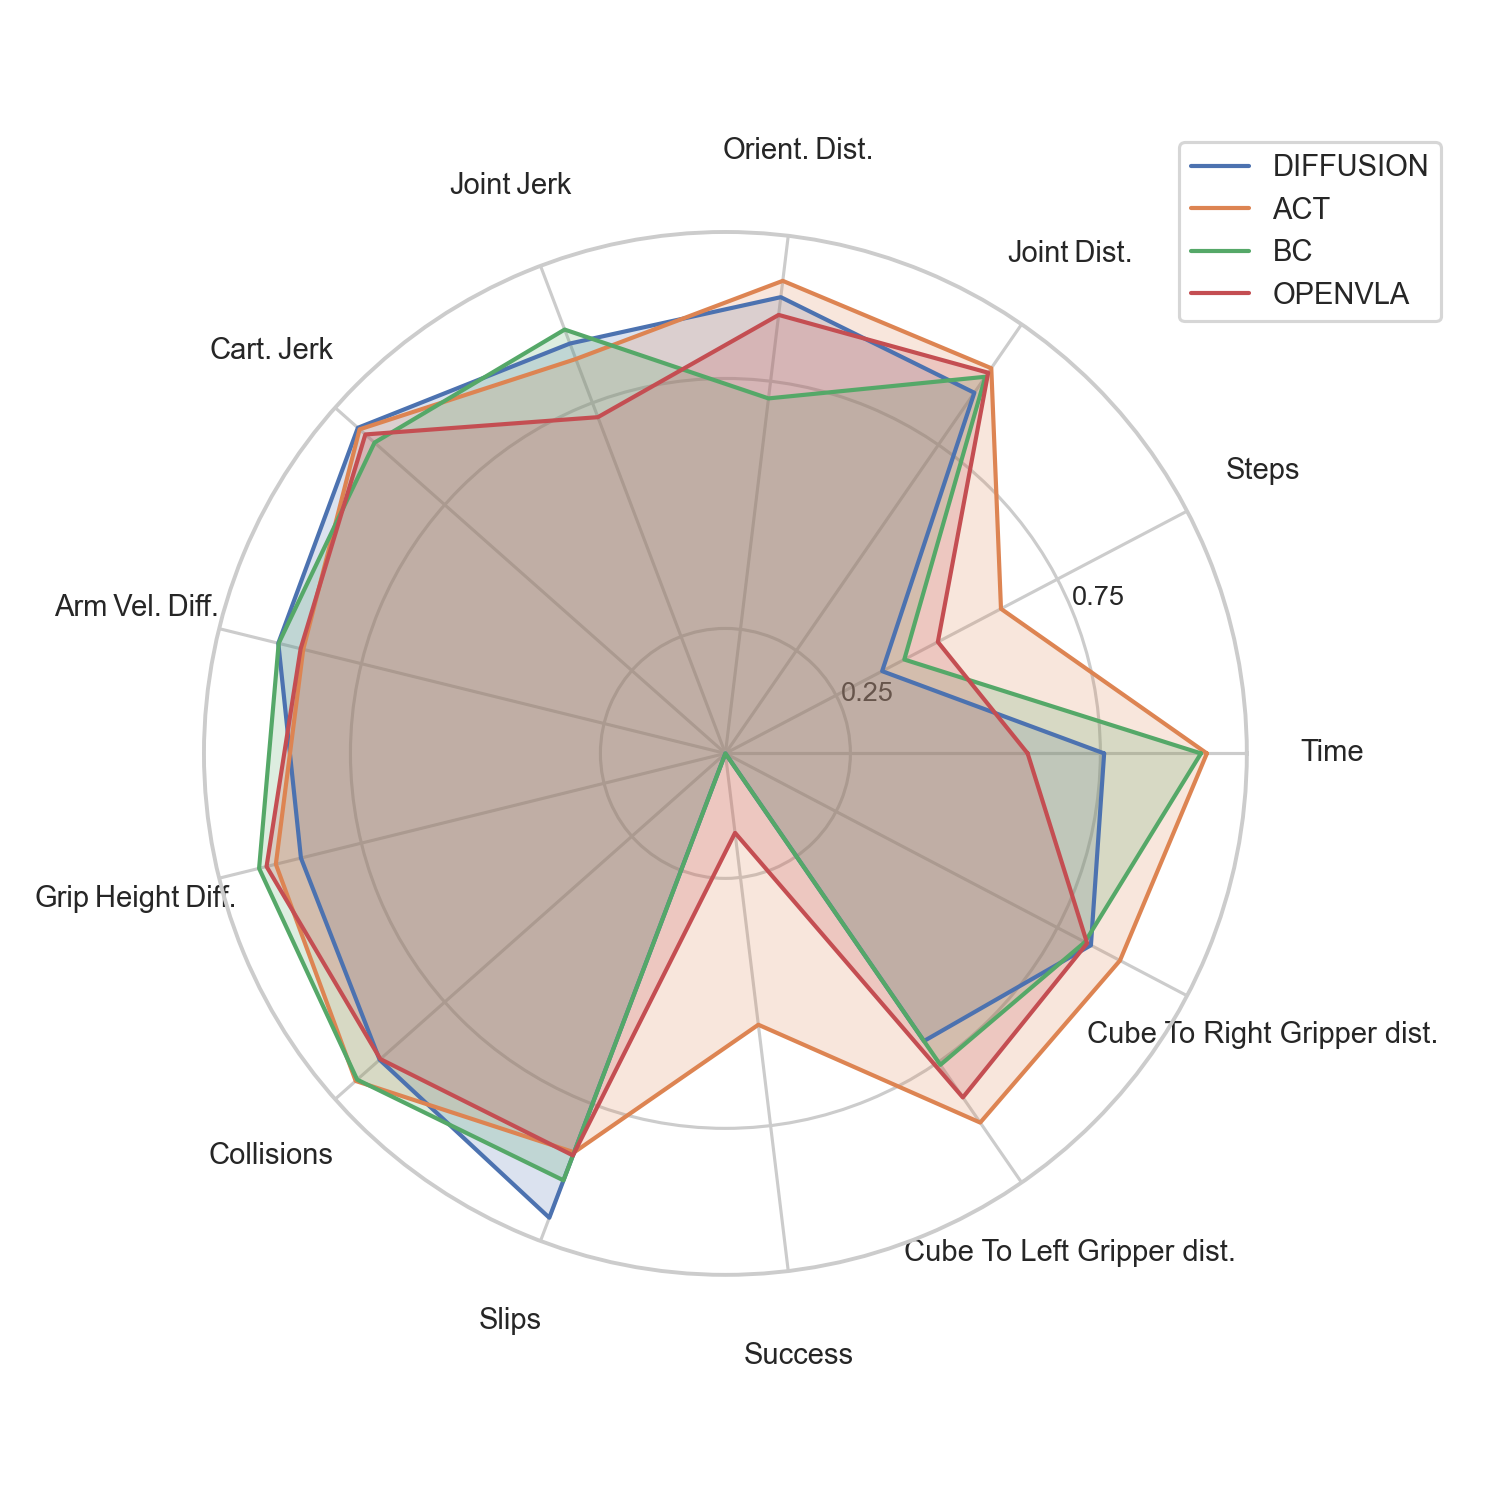 Orient. Dist.
Joint Jerk
Joint Dist.
Cart. Jerk
Steps
Arm Vel. Diff.
0.75
0.25
Time
Grip Height Diff.
Cube To Right Gripper dist.
Collisions
Cube To Left Gripper dist.
Slips
Success
DIFFUSION
ACT
BC
OPENVLA